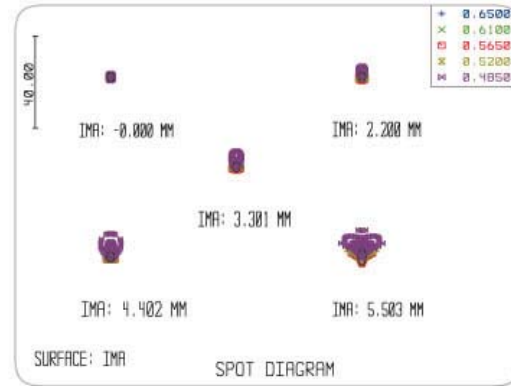 + 0.6500
× 0.6100
0.5650
0.5200
0.4850
40.00
IMA: -0.000 MM
IMA: 2.200 MM
IMA: 3.301 MM
IMA: 4.402 MM
IMA: 5.503 MM
SURFACE: IMA
SPOT DIAGRAM